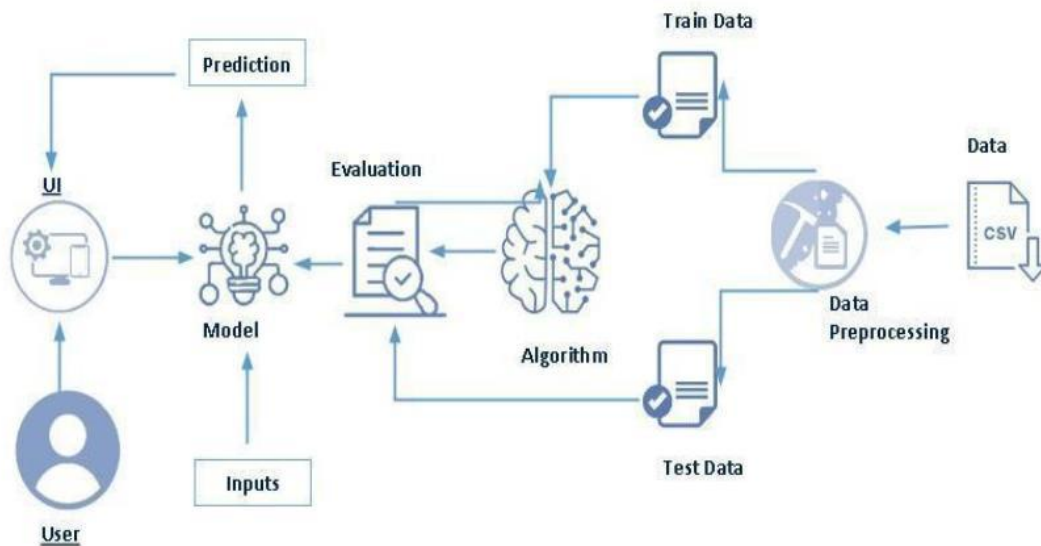 Train Data
Prediction
Data
Evaluation
UI
CSV
Model
Data
Preprocessing
Algorithm
Test Data
Inputs
User